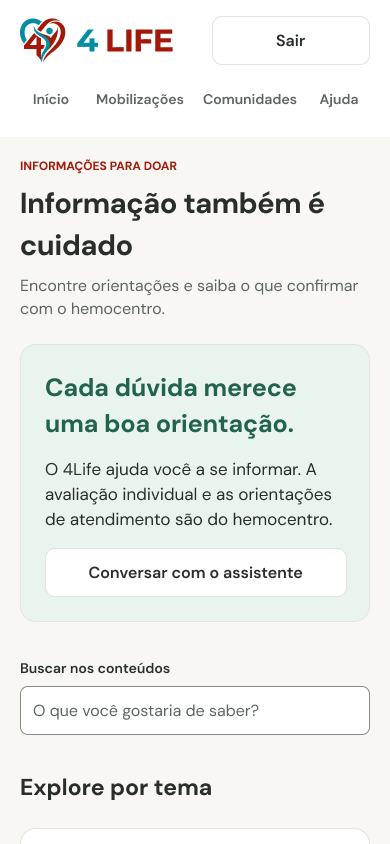 4 4 LIFE
Sair
Início Mobilizações Comunidades Ajuda
INFORMAÇÕES PARA DOAR
Informação também é
cuidado
Encontre orientações e saiba o que confirmar
com o hemocentro.
Cada dúvida merece
uma boa orientação.
O 4Life ajuda você a se informar. A
avaliação individual e as orientações
de atendimento são do hemocentro.
Conversar com o assistente
Buscar nos conteúdos
O que você gostaria de saber?
Explore por tema